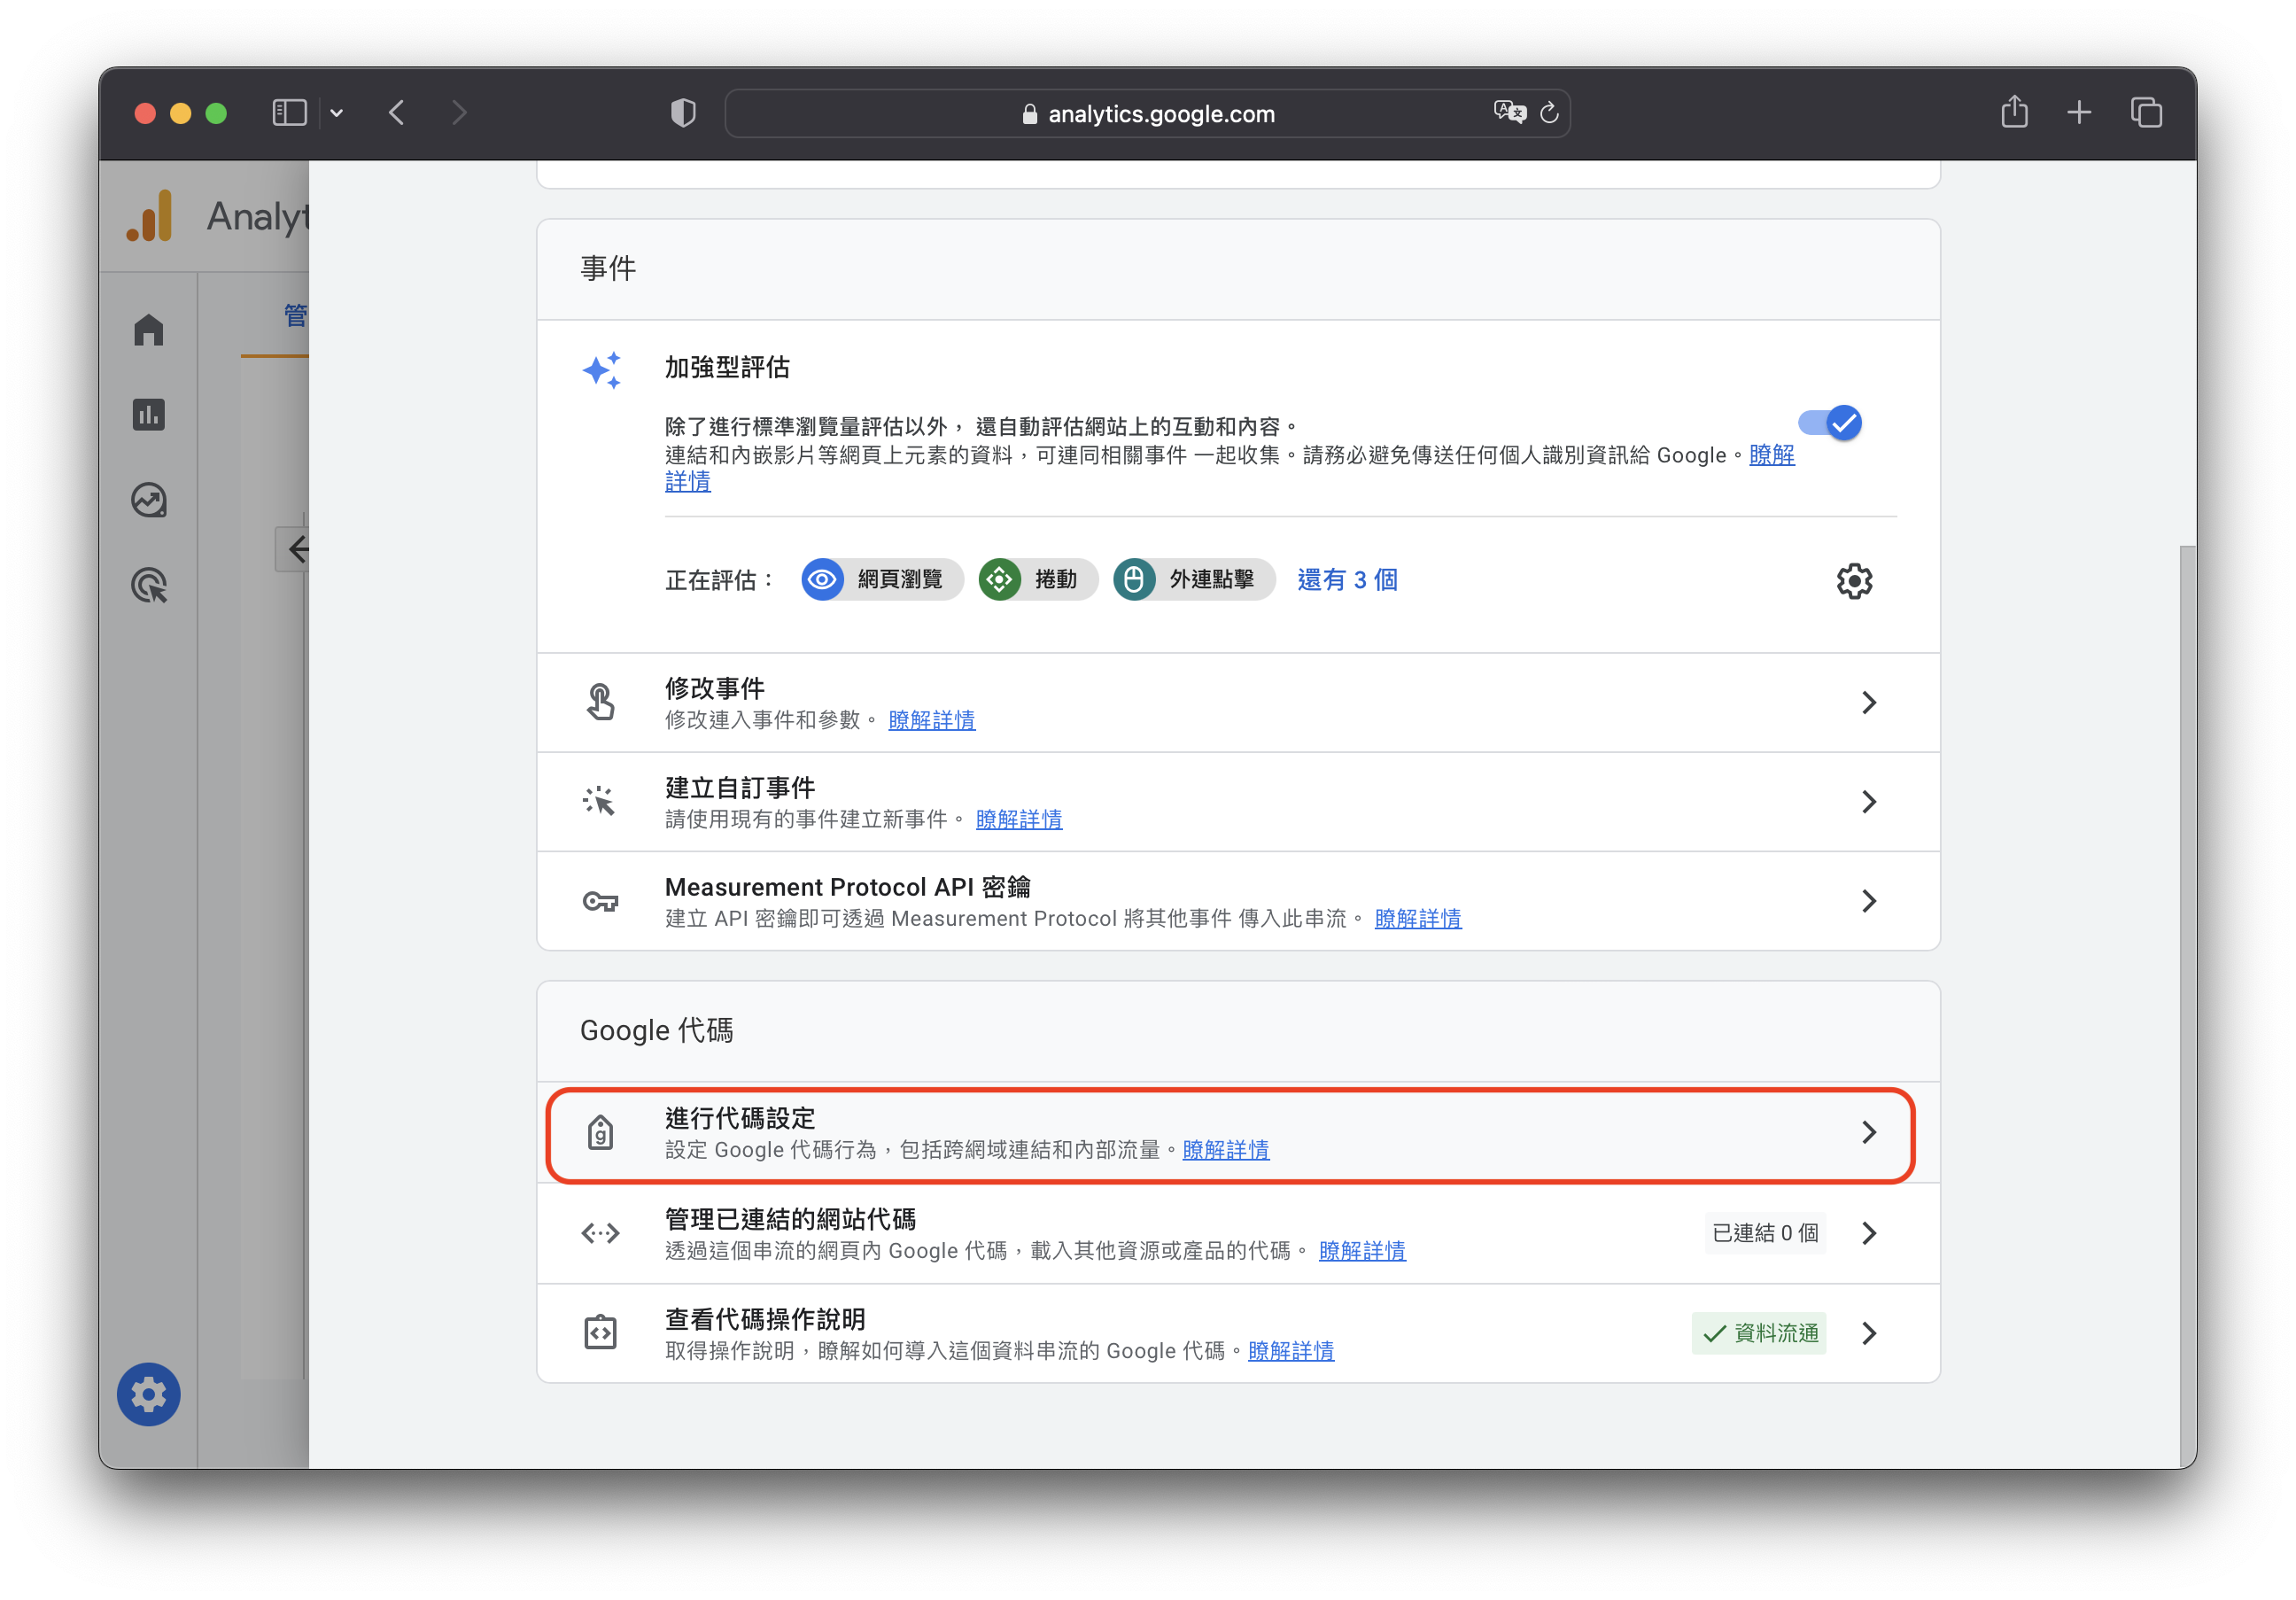 analytics.google.com
Analyt
管
事件
加強型評估
除了進行標準瀏覽量評估以外，還自動評估網站上的互動和內容。
連結和內嵌影片等網頁上元素的資料，可連同相關事件 一起收集。請務必避免傳送任何個人識別資訊給 Google。瞭解
詳情
正在評估： 網頁瀏覽 捲動 外連點擊 還有 3 個
修改事件
修改連入事件和參數。 瞭解詳情
建立自訂事件
請使用現有的事件建立新事件。 瞭解詳情
Measurement Protocol API 密鑰
建立 API 密鑰即可透過 Measurement Protocol 將其他事件 傳入此串流。 瞭解詳情
Google 代碼
進行代碼設定
設定 Google 代碼行為，包括跨網域連結和內部流量。瞭解詳情
管理已連結的網站代碼
透過這個串流的網頁內 Google 代碼，載入其他資源或產品的代碼。 瞭解詳情
已連結 0 個
查看代碼操作說明
取得操作說明，瞭解如何導入這個資料串流的 Google 代碼。瞭解詳情
資料流通